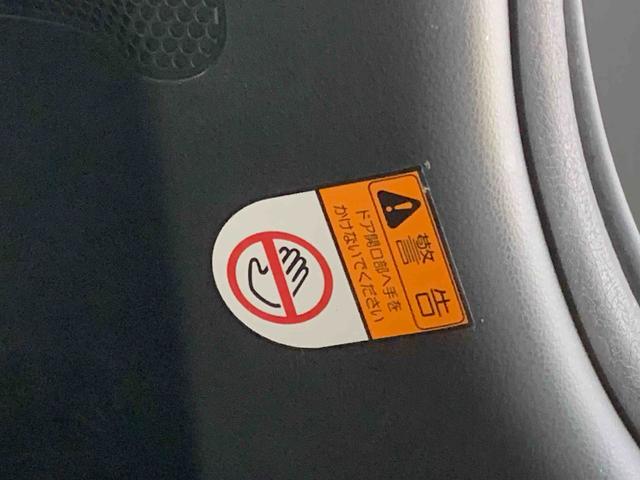 警告
ドア開口部へ手を
かけないでください